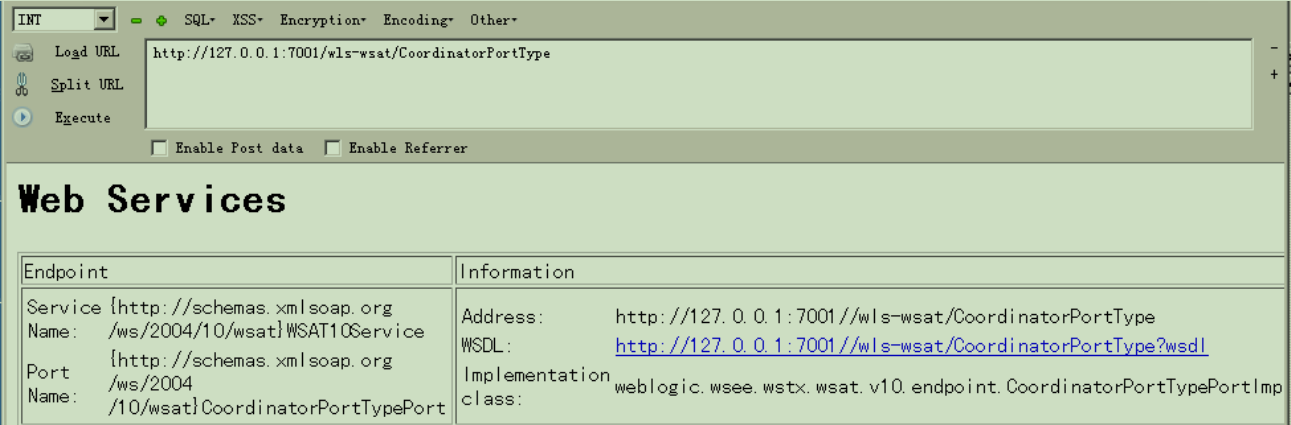 INT SQL▾ XSS▾ Encryption▾ Encoding▾ Other▾
Load URL
http://127.0.0.1:7001/wls-wsat/CoordinatorPortType
Split URL
Execute
Enable Post data Enable Referrer
Web Services
Endpoint
Information
Service Name: {http://schemas.xmlsoap.org
/ws/2004/10/wsat}WSAT10Service
Port Name: {http://schemas.xmlsoap.org
/ws/2004
/10/wsat}CoordinatorPortTypePort
Address: http://127.0.0.1:7001//wls-wsat/CoordinatorPortType
WSDL: http://127.0.0.1:7001//wls-wsat/CoordinatorPortType?wsdl
Implementation class: weblogic.wsee.wstx.wsat.v10.endpoint.CoordinatorPortTypePortImp